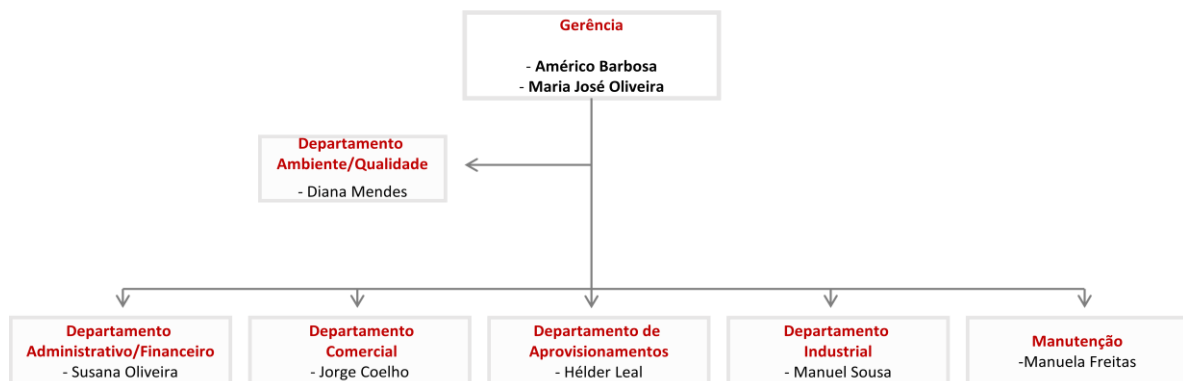 Gerência
- Américo Barbosa
- Maria José Oliveira
Departamento
Ambiente/Qualidade
- Diana Mendes
Departamento
Administrativo/Financeiro
- Susana Oliveira
Departamento
Comercial
- Jorge Coelho
Departamento de
Aprovisionamentos
- Hélder Leal
Departamento
Industrial
- Manuel Sousa
Manutenção
-Manuela Freitas